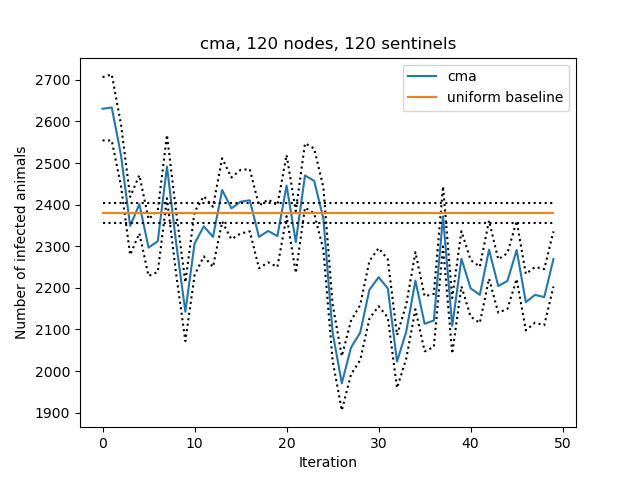 cma, 120 nodes, 120 sentinels
cma
uniform baseline
Number of infected animals
2700
2600
2500
2400
2300
2200
2100
2000
1900
0 10 20 30 40 50
Iteration